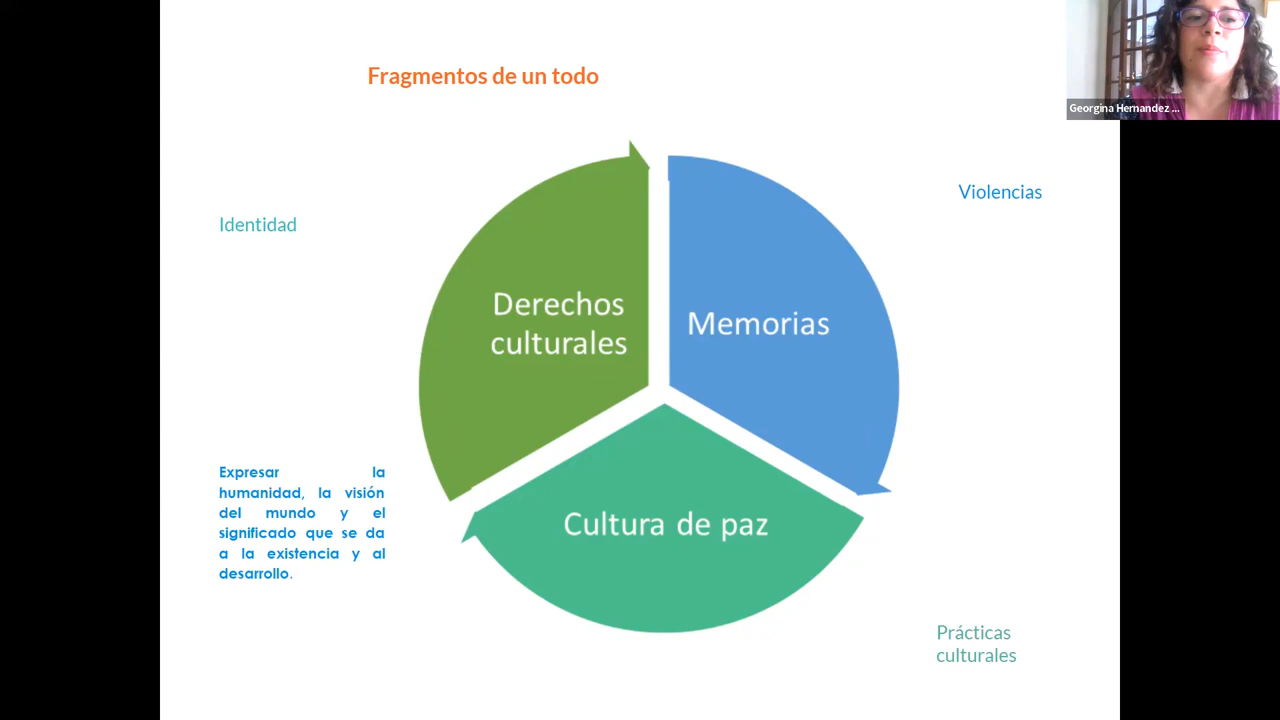 Fragmentos de un todo
Georgina Hernandez ...
Violencias
Identidad
Derechos
culturales
Memorias
Expresar la
humanidad, la visión
del mundo y el
significado que se da
a la existencia y al
desarrollo.
Cultura de paz
Prácticas
culturales